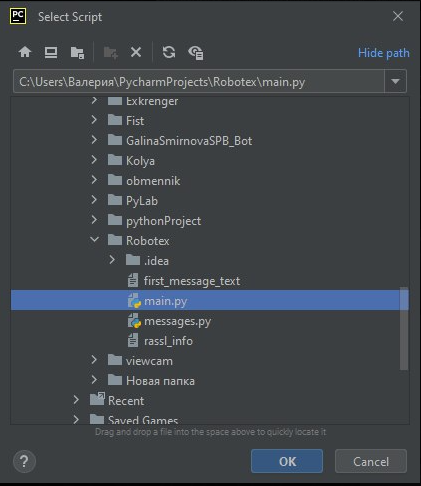 PC
Select Script
Hide path
C:\Users\Валерия\PycharmProjects\Robotex\main.py
Exkrenger
Fist
GalinaSmirnovaSPB_Bot
Kolya
obmennik
PyLab
pythonProject
Robotex
.idea
first_message_text
main.py
messages.py
rassl_info
viewcam
Новая папка
Recent
Saved Games
Drag and drop a file into the space above to quickly locate it
?
OK
Cancel